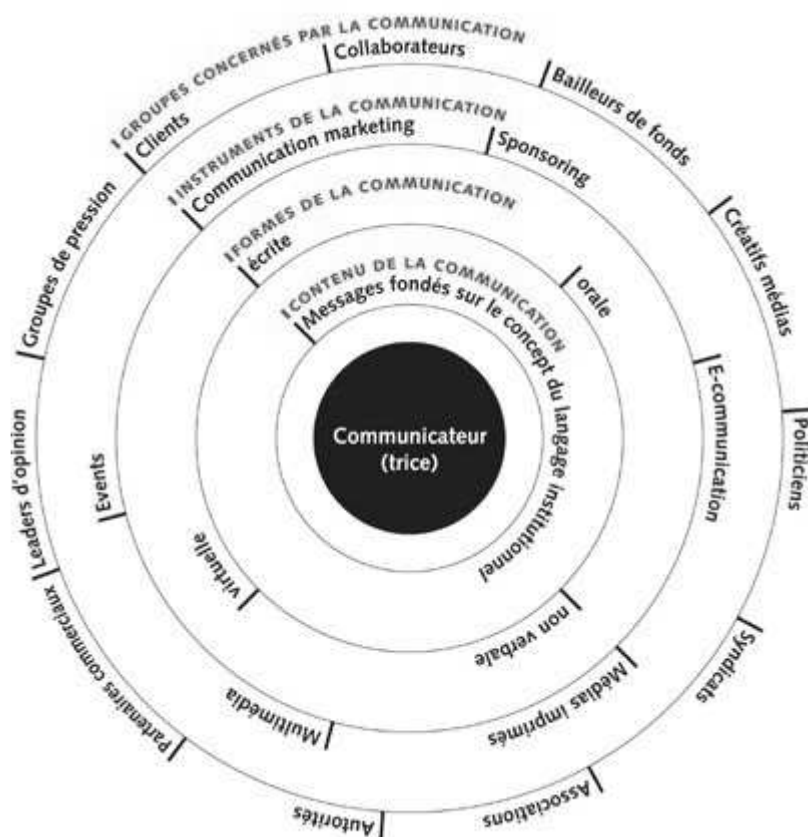 GROUPES CONCERNÉS PAR LA COMMUNICATION
Clients
Collaborateurs
Bailleurs de fonds
Créatifs médias
Politiciens
Syndicats
Associations
Autorités
Partenaires commerciaux
Leaders d'opinion
Groupes de pression
INSTRUMENTS DE LA COMMUNICATION
Communication marketing
Sponsoring
E-communication
Médias imprimés
Multimédia
Events
FORMES DE LA COMMUNICATION
écrite
orale
non verbale
virtuelle
CONTENU DE LA COMMUNICATION
Messages fondés sur le concept du langage institutionnel
Communicateur
(trice)